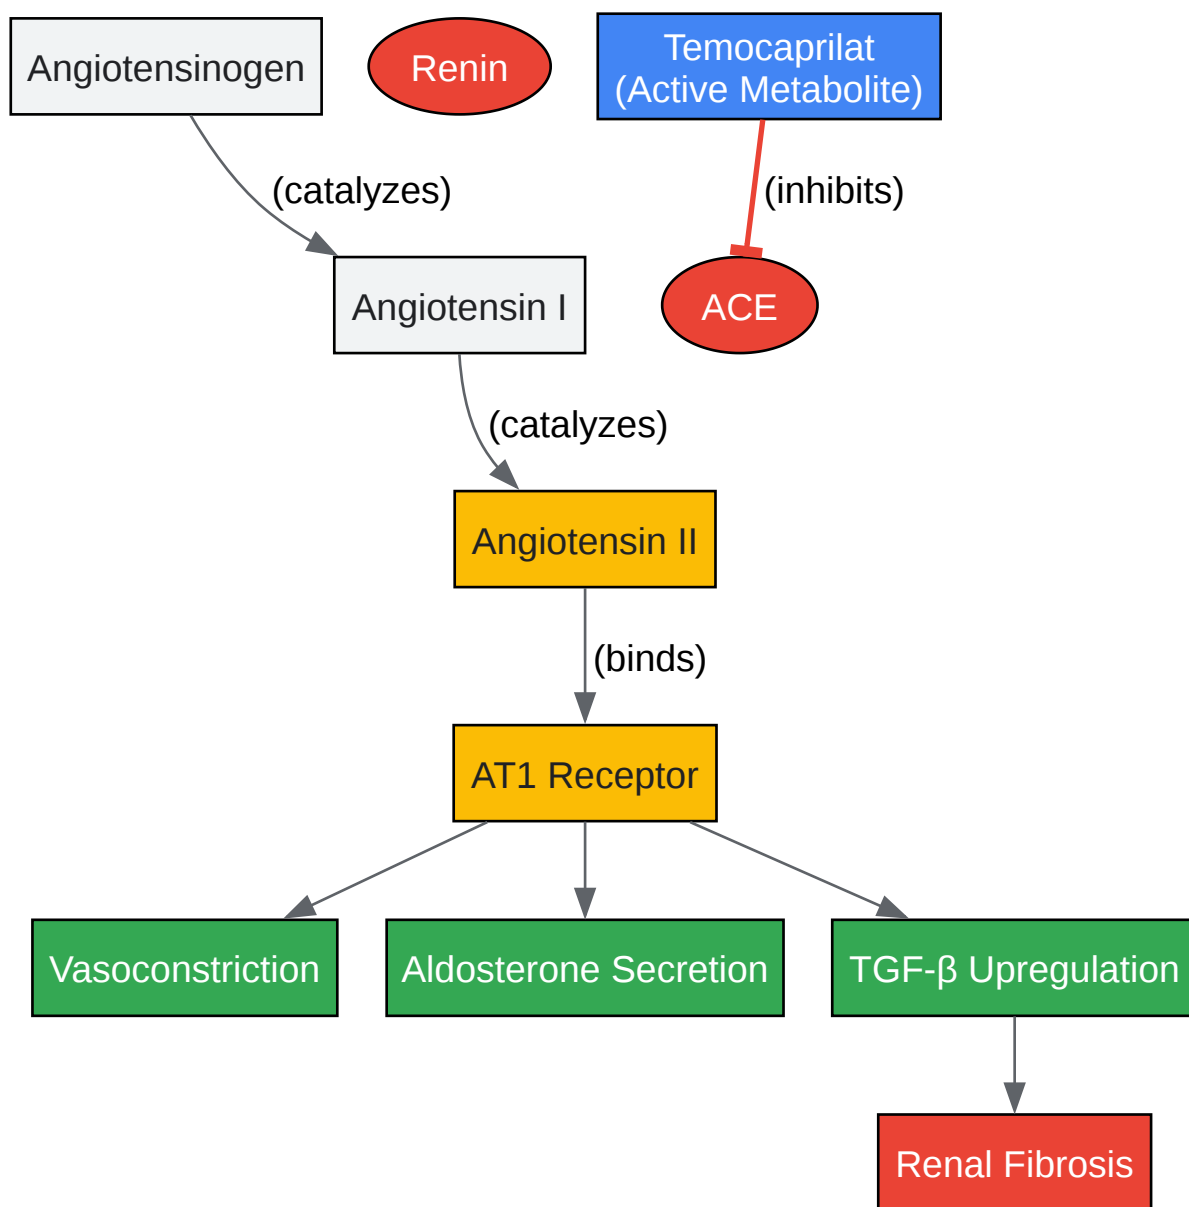 Angiotensinogen
Renin
Temocaprilat
(Active Metabolite)
(catalyzes)
(inhibits)
Angiotensin I
ACE
(catalyzes)
Angiotensin II
(binds)
AT1 Receptor
Vasoconstriction
Aldosterone Secretion
TGF-β Upregulation
Renal Fibrosis